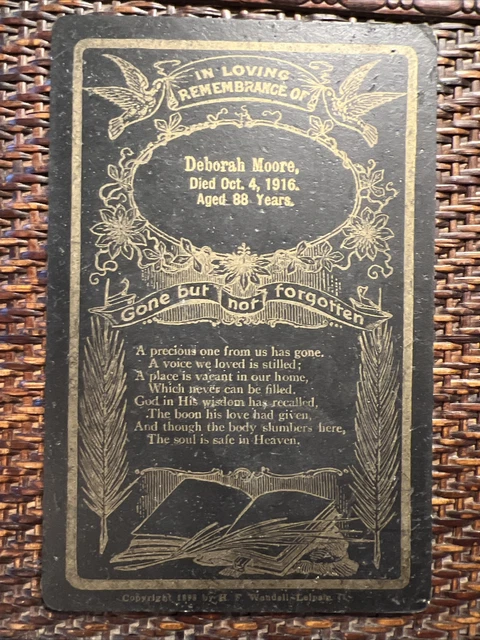 IN LOVING
REMEMBRANCE OF
Deborah Moore,
Died Oct. 4, 1916.
Aged 88 Years.
Gone but not forgotten
A precious one from us has gone.
A voice we loved is stilled;
A place is vacant in our home,
Which never can be filled.
God in His wisdom has recalled,
The boon his love had given,
And though the body slumbers here,
The soul is safe in Heaven.
Copyright by H. F. Wendell